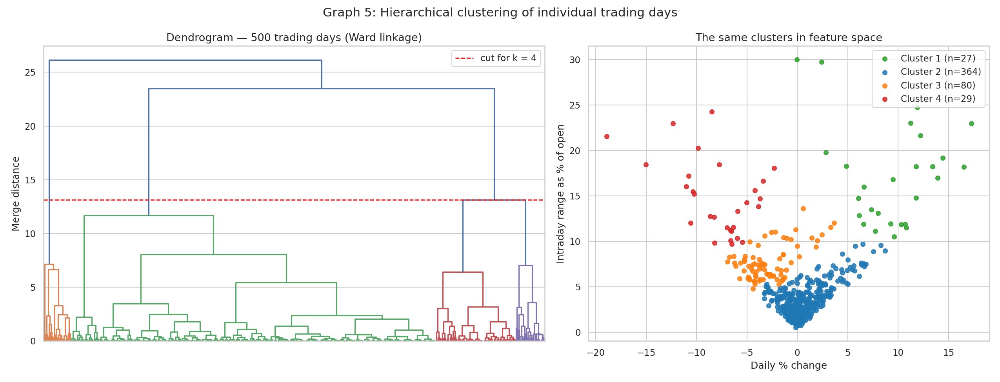 Graph 5: Hierarchical clustering of individual trading days
Dendrogram — 500 trading days (Ward linkage)
cut for k = 4
Merge distance
25
20
15
10
5
0
The same clusters in feature space
Cluster 1 (n=27)
Cluster 2 (n=364)
Cluster 3 (n=80)
Cluster 4 (n=29)
Intraday range as % of open
30
25
20
15
10
5
0
−20 −15 −10 −5 0 5 10 15
Daily % change